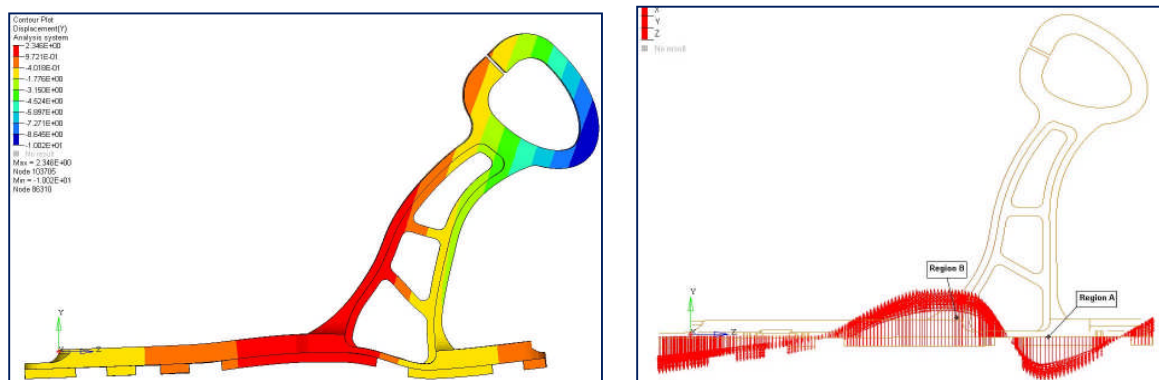 Contour Plot
Displacement(Y)
Analysis system
2.346E+00
9.721E-01
-4.018E-01
-1.776E+00
-3.150E+00
-4.524E+00
-5.897E+00
-7.271E+00
-8.645E+00
-1.002E+01
No result
Max = 2.346E+00
Node 103705
Min = -1.002E+01
Node 86310
Y
X
Z
X
Y
Z
No result
Region B
Region A
Y
X
Z